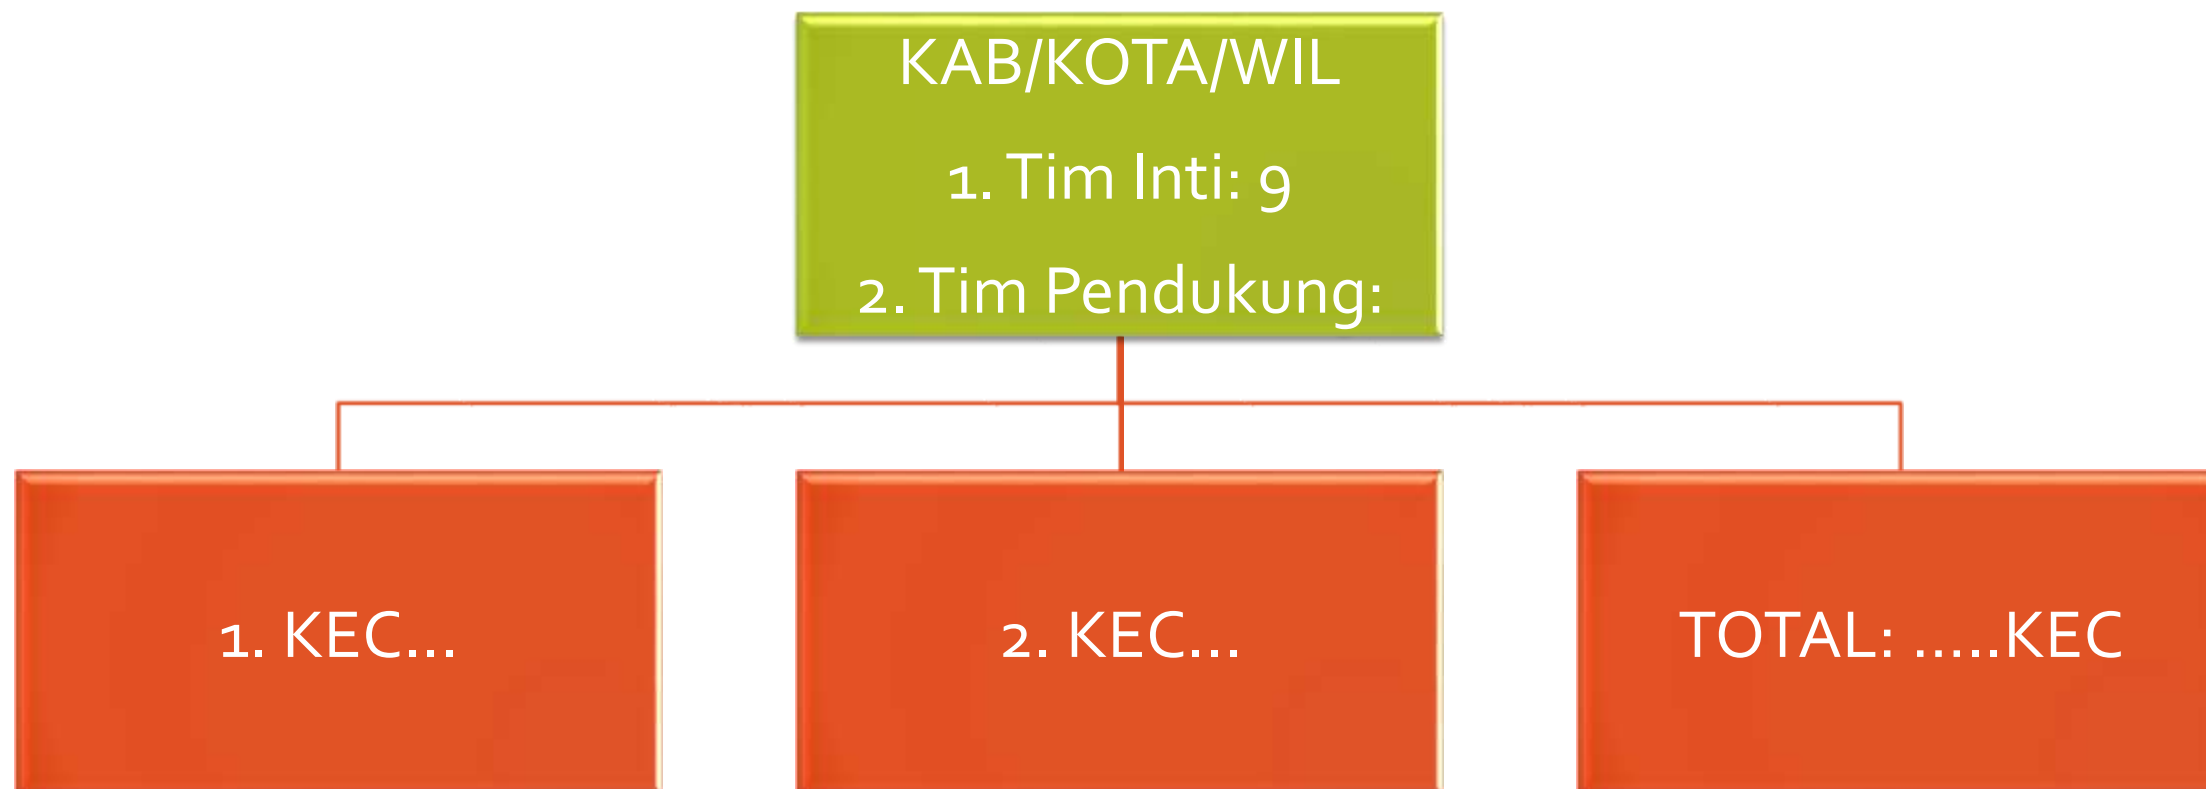 KAB/KOTA/WIL
1. Tim Inti: 9
2. Tim Pendukung:
1. KEC...
2. KEC...
TOTAL: .....KEC